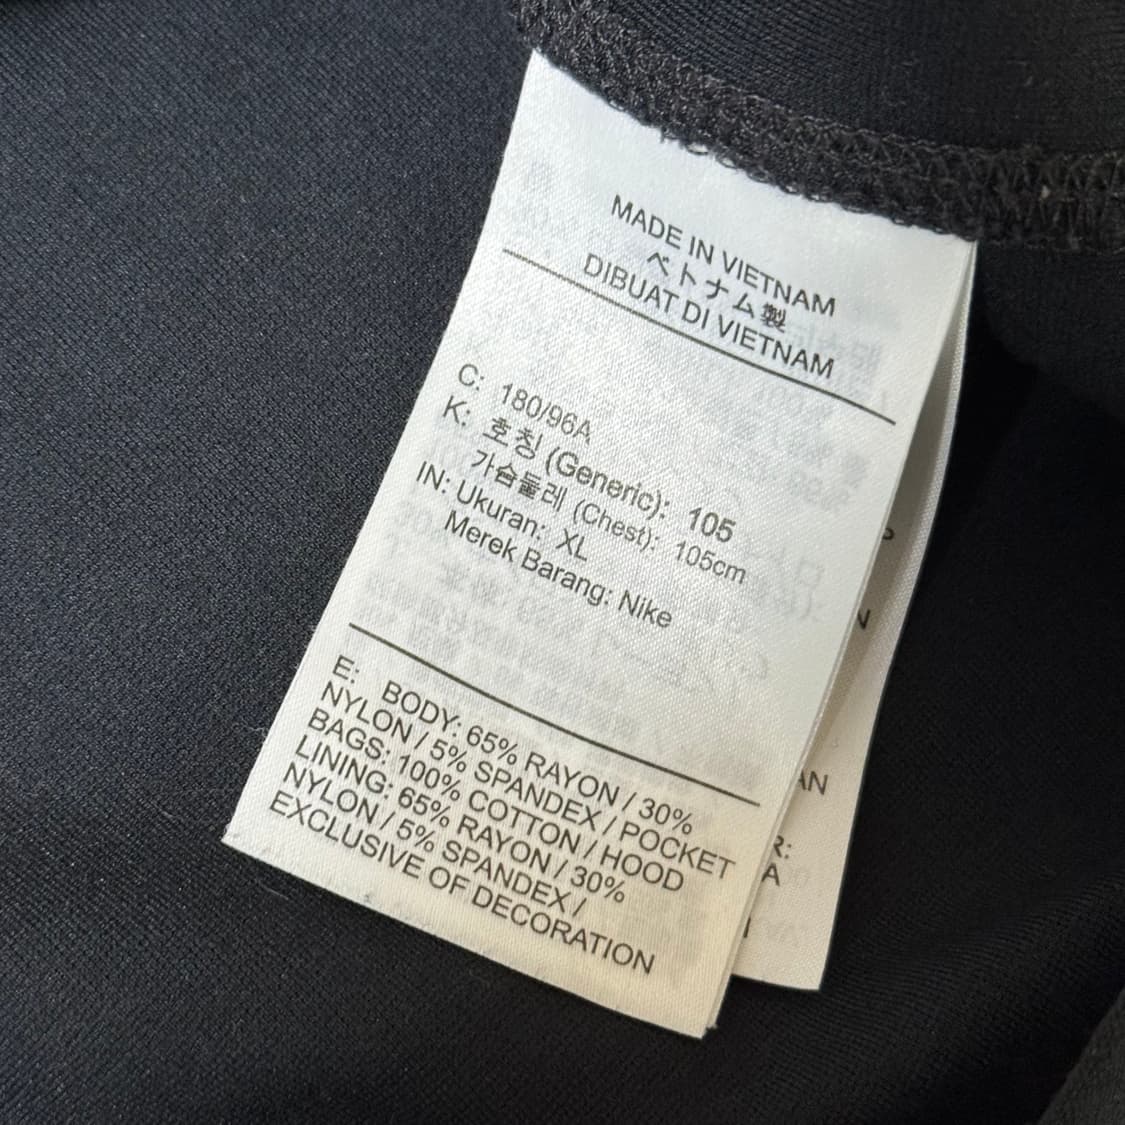 MADE IN VIETNAM
ベトナム製
DIBUAT DI VIETNAM
C: 180/96A
K: 호칭 (Generic): 105
가슴둘레 (Chest): 105cm
IN: Ukuran: XL
Merek Barang: Nike
E: BODY: 65% RAYON / 30%
NYLON / 5% SPANDEX / POCKET
BAGS: 100% COTTON / HOOD
LINING: 65% RAYON / 30%
NYLON / 5% SPANDEX /
EXCLUSIVE OF DECORATION